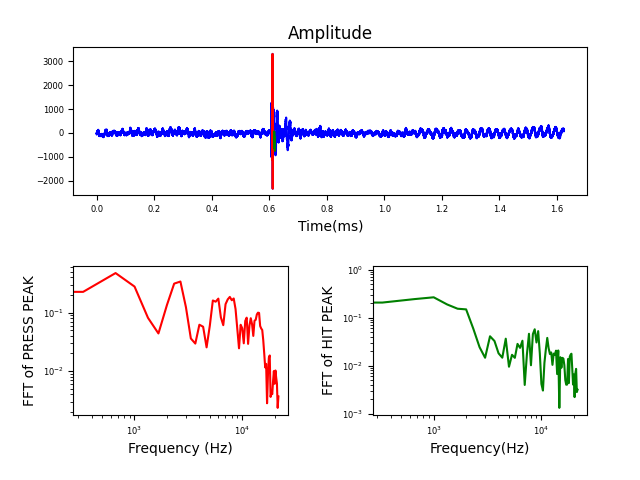 Amplitude
3000
2000
1000
0
−1000
−2000
0.0 0.2 0.4 0.6 0.8 1.0 1.2 1.4 1.6
Time(ms)
FFT of PRESS PEAK
10⁻¹
10⁻²
10³ 10⁴
Frequency (Hz)
FFT of HIT PEAK
10⁰
10⁻¹
10⁻²
10⁻³
10³ 10⁴
Frequency(Hz)